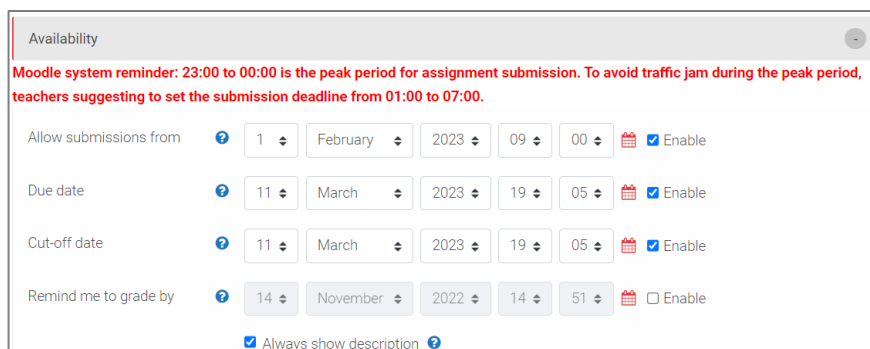 Availability
-
Moodle system reminder: 23:00 to 00:00 is the peak period for assignment submission. To avoid traffic jam during the peak period,
teachers suggesting to set the submission deadline from 01:00 to 07:00.
Allow submissions from ? 1 February 2023 09 00 Enable
Due date ? 11 March 2023 19 05 Enable
Cut-off date ? 11 March 2023 19 05 Enable
Remind me to grade by ? 14 November 2022 14 51 Enable
Always show description ?